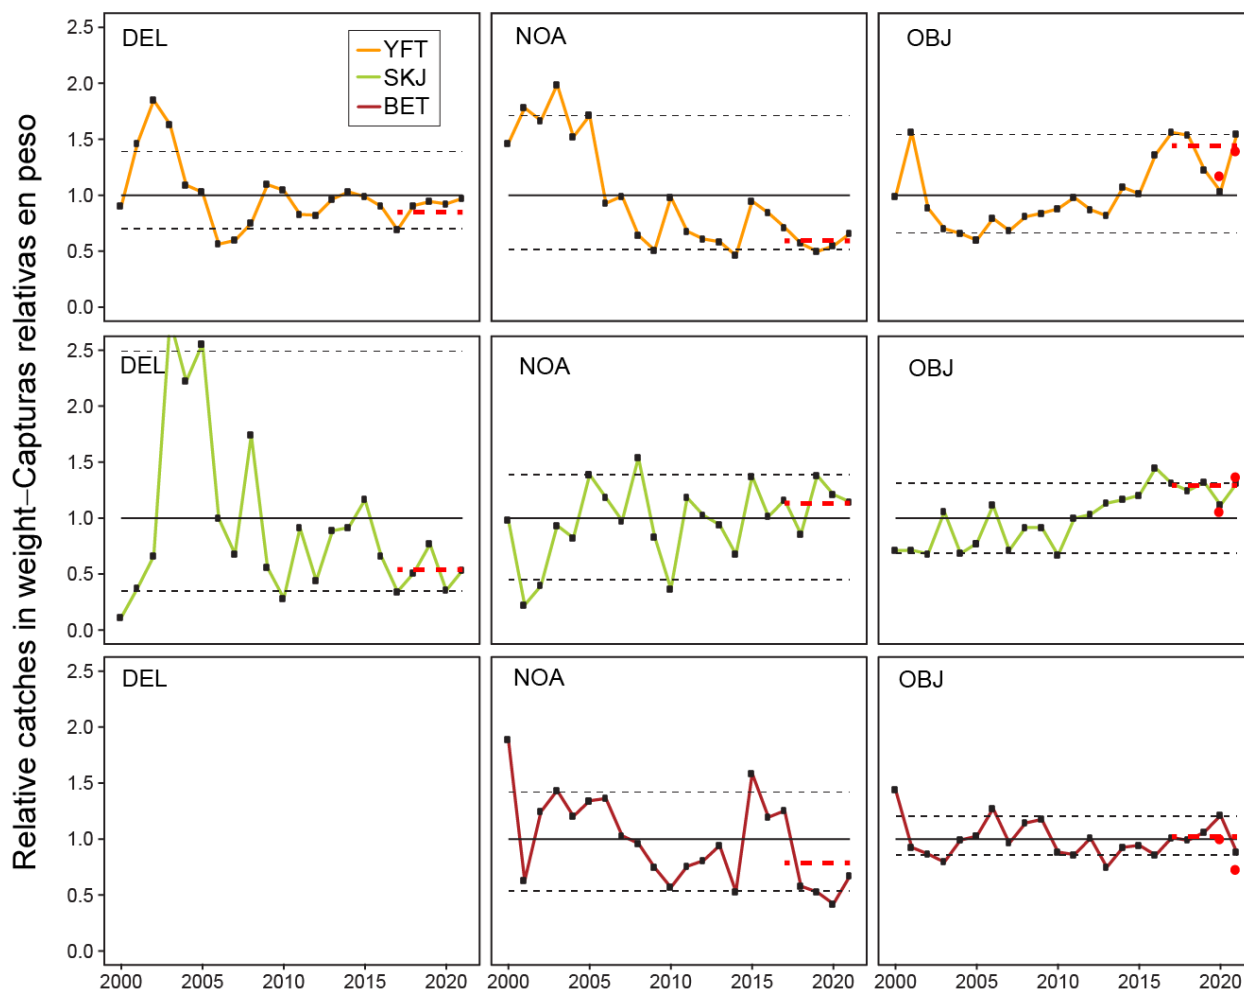 Relative catches in weight–Capturas relativas en peso
DEL
NOA
OBJ
YFT
SKJ
BET
2.5
2.0
1.5
1.0
0.5
0.0
DEL
NOA
OBJ
2.5
2.0
1.5
1.0
0.5
0.0
DEL
NOA
OBJ
2.5
2.0
1.5
1.0
0.5
0.0
2000 2005 2010 2015 2020 2000 2005 2010 2015 2020 2000 2005 2010 2015 2020